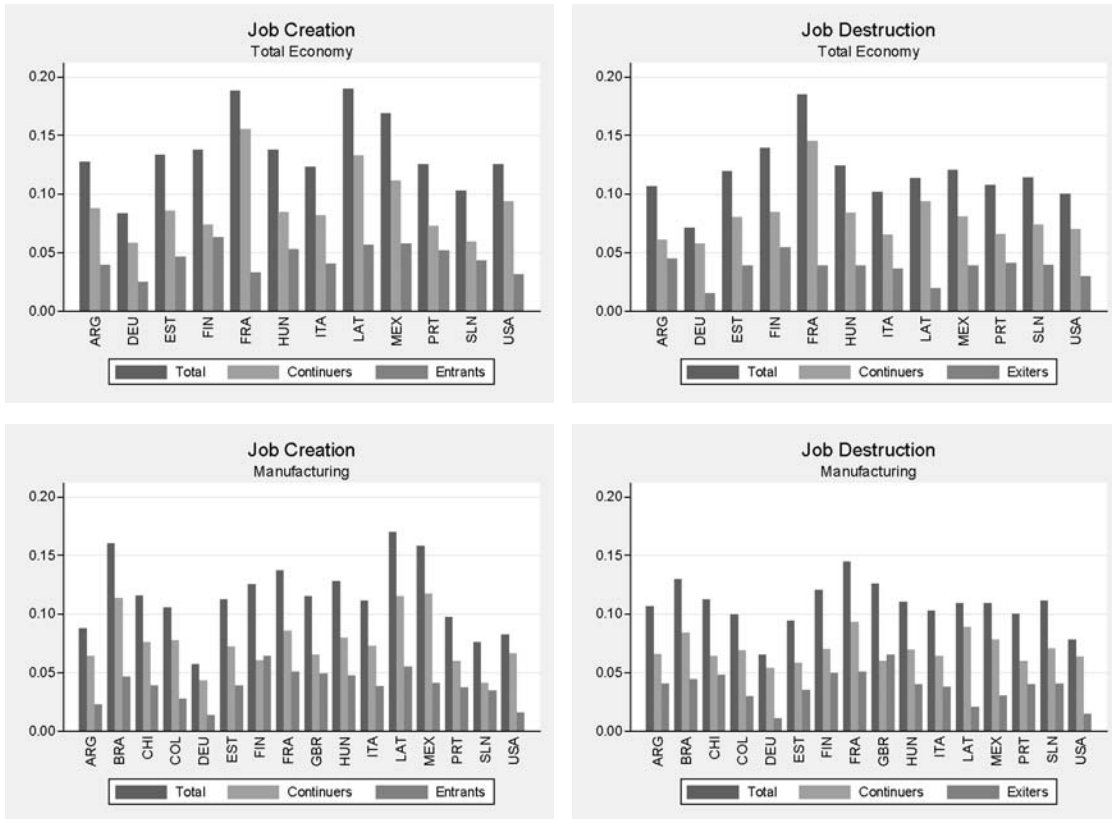 Job Creation
Total Economy
0.20
0.15
0.10
0.05
0.00
ARG DEU EST FIN FRA HUN ITA LAT MEX PRT SLN USA
Total Continuers Entrants
Job Destruction
Total Economy
0.20
0.15
0.10
0.05
0.00
ARG DEU EST FIN FRA HUN ITA LAT MEX PRT SLN USA
Total Continuers Exiters
Job Creation
Manufacturing
0.20
0.15
0.10
0.05
0.00
ARG BRA CHI COL DEU EST FIN FRA GBR HUN ITA LAT MEX PRT SLN USA
Total Continuers Entrants
Job Destruction
Manufacturing
0.20
0.15
0.10
0.05
0.00
ARG BRA CHI COL DEU EST FIN FRA GBR HUN ITA LAT MEX PRT SLN USA
Total Continuers Exiters